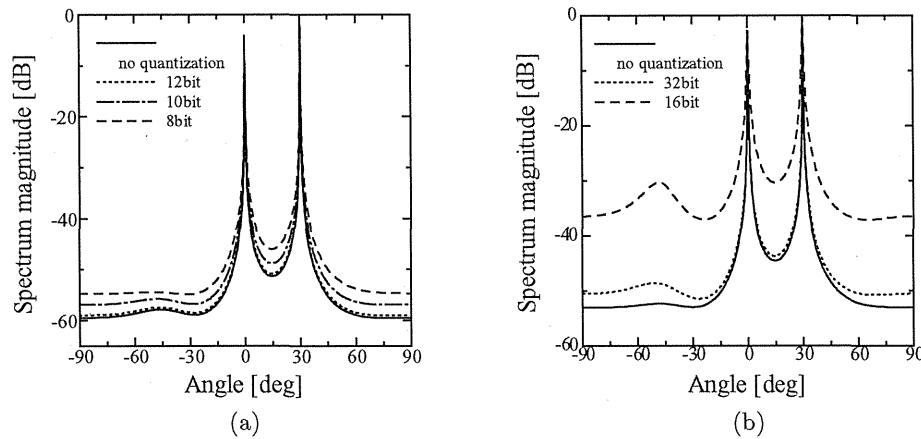 Spectrum magnitude [dB]
0
-20
-40
-60
no quantization
12bit
10bit
8bit
-90
-60
-30
0
30
60
90
Angle [deg]
(a)
Spectrum magnitude [dB]
0
-20
-40
-60
no quantization
32bit
16bit
-90
-60
-30
0
30
60
90
Angle [deg]
(b)